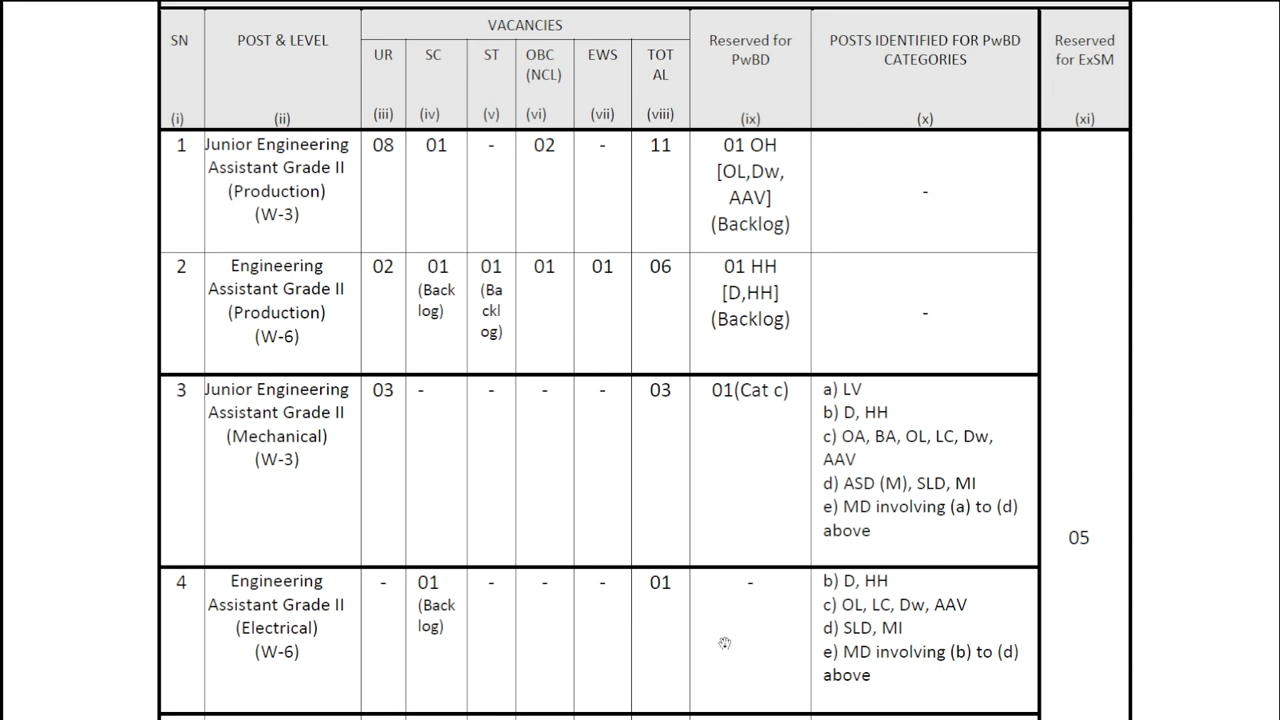 VACANCIES
SN
POST & LEVEL
UR
SC
ST
OBC
(NCL)
EWS
TOT
AL
Reserved for
PwBD
POSTS IDENTIFIED FOR PwBD
CATEGORIES
Reserved
for ExSM
(i)
(ii)
(iii)
(iv)
(v)
(vi)
(vii)
(viii)
(ix)
(x)
(xi)
1
Junior Engineering
Assistant Grade II
(Production)
(W-3)
08
01
-
02
-
11
01 OH
[OL,Dw,
AAV]
(Backlog)
-
2
Engineering
Assistant Grade II
(Production)
(W-6)
02
01
(Back
log)
01
(Ba
ckl
og)
01
01
06
01 HH
[D,HH]
(Backlog)
-
3
Junior Engineering
Assistant Grade II
(Mechanical)
(W-3)
03
-
-
-
-
03
01(Cat c)
a) LV
b) D, HH
c) OA, BA, OL, LC, Dw,
AAV
d) ASD (M), SLD, MI
e) MD involving (a) to (d)
above
05
4
Engineering
Assistant Grade II
(Electrical)
(W-6)
-
01
(Back
log)
-
-
-
01
-
b) D, HH
c) OL, LC, Dw, AAV
d) SLD, MI
e) MD involving (b) to (d)
above